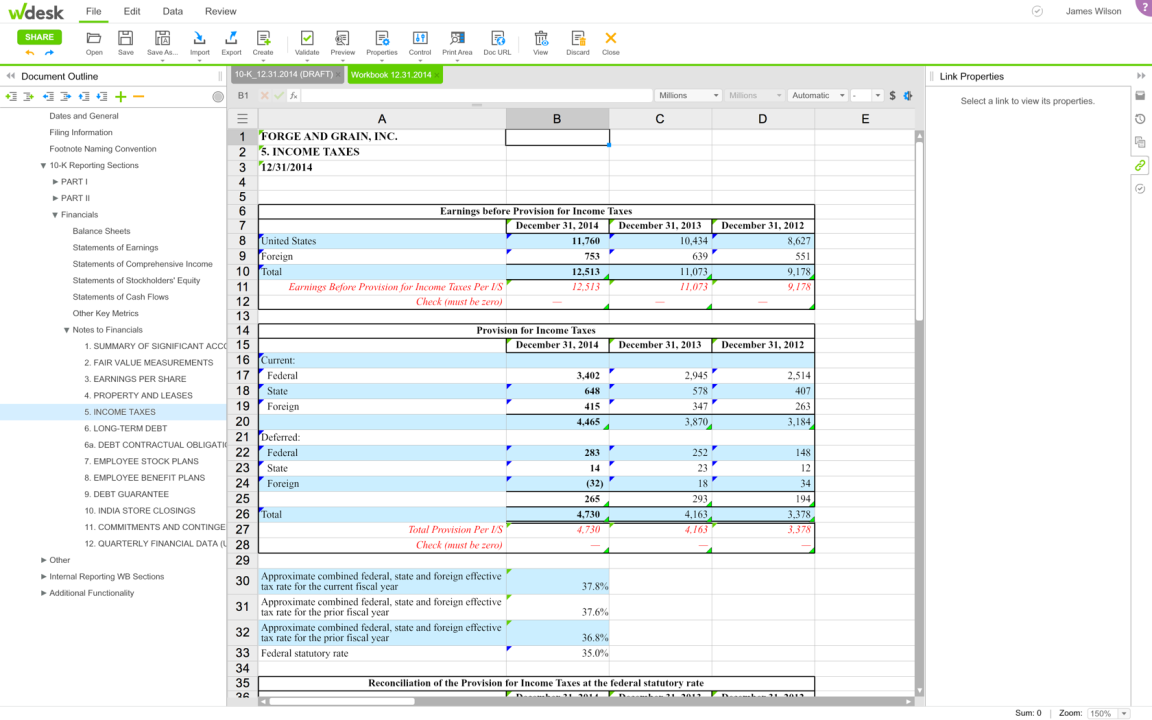 wdesk
File Edit Data Review
James Wilson
?
SHARE
Open Save Save As... Import Export Create Validate Preview Properties Control Print Area Doc URL View Discard Close
Document Outline
10-K_12.31.2014 (DRAFT) × Workbook 12.31.2014 ×
Link Properties
B1 fx Millions Millions Automatic - $
Select a link to view its properties.
Dates and General
Filing Information
Footnote Naming Convention
10-K Reporting Sections
PART I
PART II
Financials
Balance Sheets
Statements of Earnings
Statements of Comprehensive Income
Statements of Stockholders' Equity
Statements of Cash Flows
Other Key Metrics
Notes to Financials
1. SUMMARY OF SIGNIFICANT ACCO
2. FAIR VALUE MEASUREMENTS
3. EARNINGS PER SHARE
4. PROPERTY AND LEASES
5. INCOME TAXES
6. LONG-TERM DEBT
6a. DEBT CONTRACTUAL OBLIGATI
7. EMPLOYEE STOCK PLANS
8. EMPLOYEE BENEFIT PLANS
9. DEBT GUARANTEE
10. INDIA STORE CLOSINGS
11. COMMITMENTS AND CONTINGE
12. QUARTERLY FINANCIAL DATA (U
Other
Internal Reporting WB Sections
Additional Functionality
A B C D E
1 FORGE AND GRAIN, INC.
2 5. INCOME TAXES
3 12/31/2014
4
5
6 Earnings before Provision for Income Taxes
7 December 31, 2014 December 31, 2013 December 31, 2012
8 United States 11,760 10,434 8,627
9 Foreign 753 639 551
10 Total 12,513 11,073 9,178
11 Earnings Before Provision for Income Taxes Per I/S 12,513 11,073 9,178
12 Check (must be zero) — — —
13
14 Provision for Income Taxes
15 December 31, 2014 December 31, 2013 December 31, 2012
16 Current:
17 Federal 3,402 2,945 2,514
18 State 648 578 407
19 Foreign 415 347 263
20 4,465 3,870 3,184
21 Deferred:
22 Federal 283 252 148
23 State 14 23 12
24 Foreign (32) 18 34
25 265 293 194
26 Total 4,730 4,163 3,378
27 Total Provision Per I/S 4,730 4,163 3,378
28 Check (must be zero) — — —
29
30 Approximate combined federal, state and foreign effective
tax rate for the current fiscal year 37.8%
31 Approximate combined federal, state and foreign effective
tax rate for the prior fiscal year 37.6%
32 Approximate combined federal, state and foreign effective
tax rate for the prior fiscal year 36.8%
33 Federal statutory rate 35.0%
34
35 Reconciliation of the Provision for Income Taxes at the federal statutory rate
36 December 31, 2014 December 31, 2013 December 31, 2012
Sum: 0 Zoom: 150%